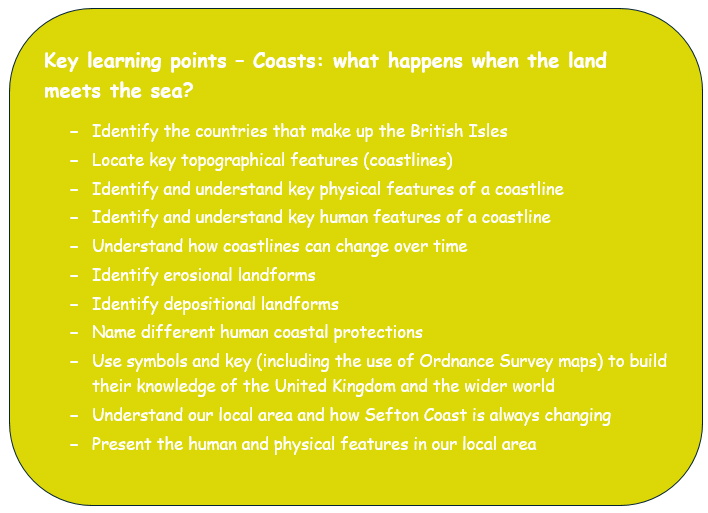 Key learning points – Coasts: what happens when the land
meets the sea?
– Identify the countries that make up the British Isles
– Locate key topographical features (coastlines)
– Identify and understand key physical features of a coastline
– Identify and understand key human features of a coastline
– Understand how coastlines can change over time
– Identify erosional landforms
– Identify depositional landforms
– Name different human coastal protections
– Use symbols and key (including the use of Ordnance Survey maps) to build
their knowledge of the United Kingdom and the wider world
– Understand our local area and how Sefton Coast is always changing
– Present the human and physical features in our local area